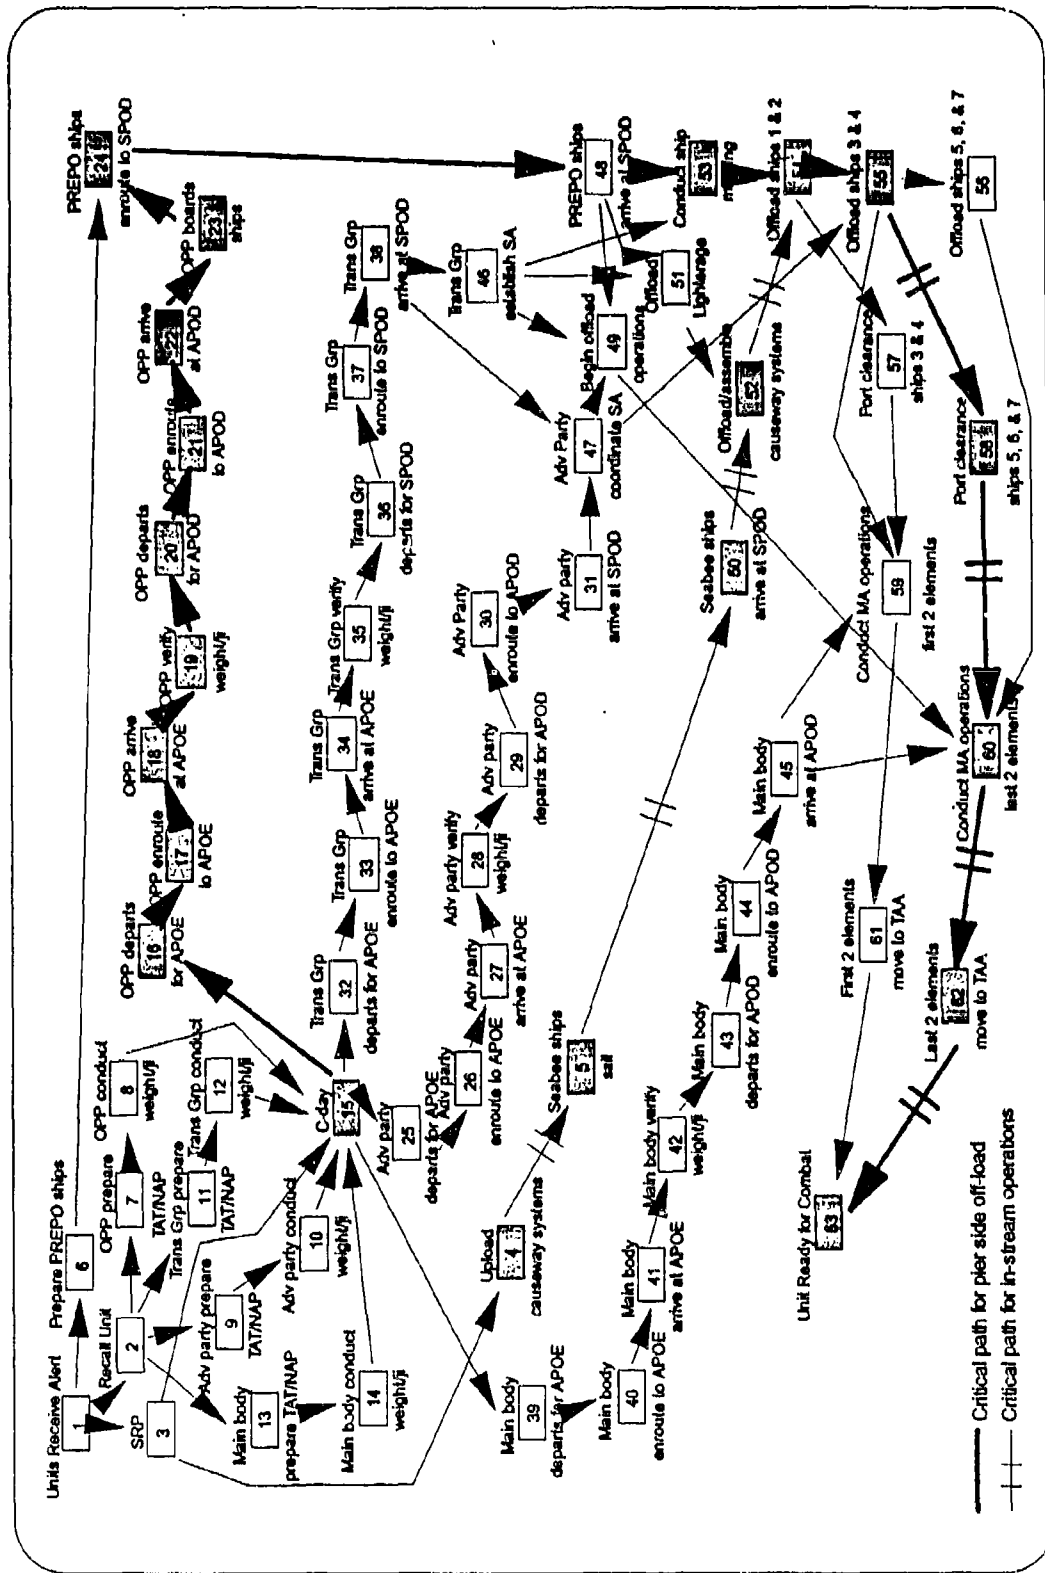 Units Receive Alert
1
Prepare PREPO ships
6
Recall Unit
2
SRP
3
OPP prepare
7
TAT/NAP
OPP conduct
8
weight/ji
Trans Grp prepare
11
TAT/NAP
Trans Grp conduct
12
weight/ji
Adv party prepare
9
TAT/NAP
Adv party conduct
10
weight/ji
Main body
13
prepare TAT/NAP
Main body conduct
14
weight/ji
C-day
15
OPP departs
16
for APOE
OPP enroute
17
to APOE
OPP arrive
18
at APOE
OPP verify
19
weight/ji
OPP departs
20
for APOD
OPP enroute
21
to APOD
OPP arrive
22
at APOD
OPP boards
23
ships
PREPO ships
24
enroute to SPOD
Trans Grp
32
departs for APOE
Trans Grp
33
enroute to APOE
Trans Grp
34
arrive at APOE
Trans Grp verify
35
weight/ji
Trans Grp
36
departs for SPOD
Trans Grp
37
enroute to SPOD
Trans Grp
38
arrive at SPOD
Adv party
25
departs for APOE
Adv party
26
enroute to APOE
Adv party
27
arrive at APOE
Adv party verify
28
weight/ji
Adv party
29
departs for APOD
Adv Party
30
enroute to APOD
Adv party
31
arrive at SPOD
Trans Grp
46
establish SA
Adv Party
47
coordinate SA
PREPO ships
48
arrive at SPOD
Begin offload
49
operations
Offload
51
Lighterage
Conduct ship
53
Upload
4
causeway systems
Seabee ships
5
sail
Seabee ships
50
arrive at SPOD
Offload/assemble
52
causeway systems
Offload ships 1 & 2
54
Offload ships 3 & 4
55
Offload ships 5, 6, & 7
56
Port clearance
57
ships 3 & 4
Port clearance
58
ships 5, 6, & 7
Main body
39
departs for APOE
Main body
40
enroute to APOE
Main body
41
arrive at APOE
Main body verify
42
weight/ji
Main body
43
departs for APOD
Main body
44
enroute to APOD
Main body
45
arrive at APOD
Conduct MA operations
59
first 2 elements
Conduct MA operations
60
last 2 elements
First 2 elements
61
move to TAA
Last 2 elements
62
move to TAA
Unit Ready for Combat
63
Critical path for pier side off-load
Critical path for in-stream operations